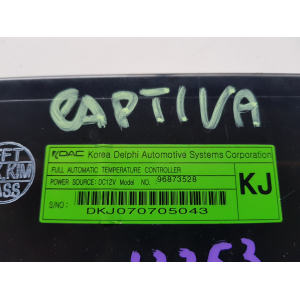 CAPTIVA
KDAC Korea Delphi Automotive Systems Corporation
FULL AUTOMATIC TEMPERATURE CONTROLLER
POWER SOURCE: DC12V Model NO. 96873528
KJ
S/NO: DKJ070705043